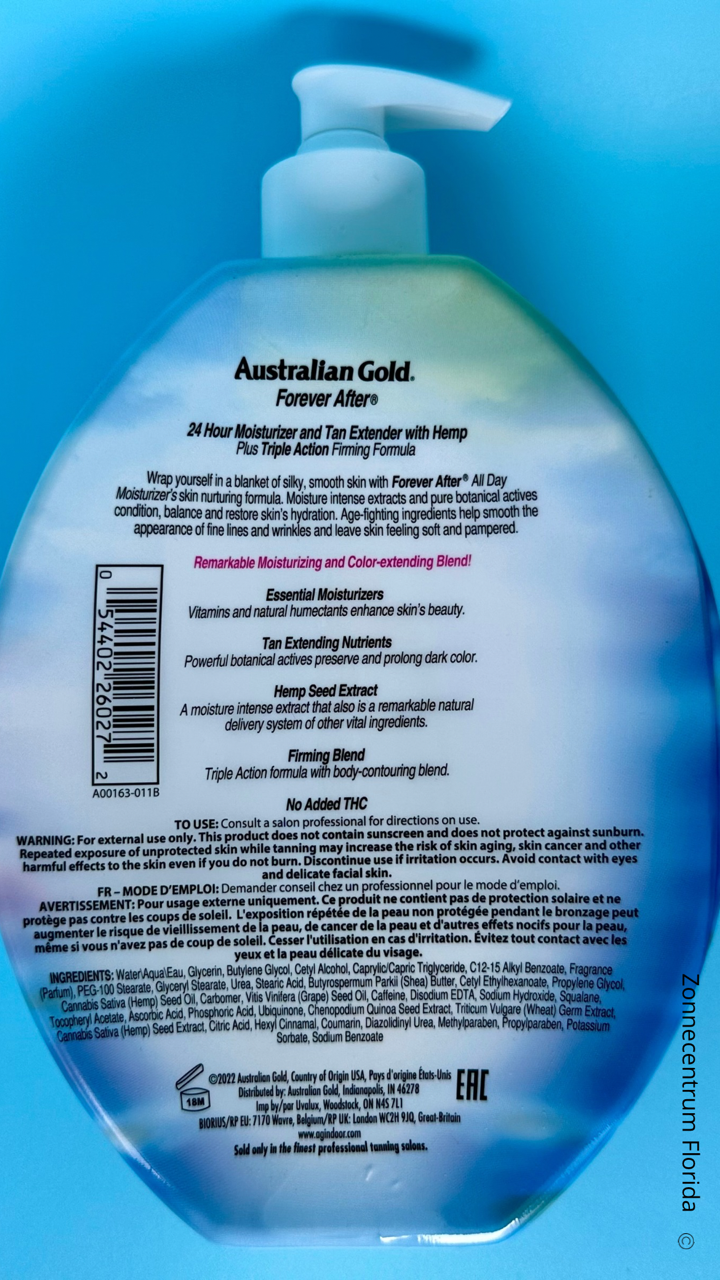 Australian Gold®
Forever After®
24 Hour Moisturizer and Tan Extender with Hemp
Plus Triple Action Firming Formula
Wrap yourself in a blanket of silky, smooth skin with Forever After® All Day
Moisturizer's skin nurturing formula. Moisture intense extracts and pure botanical actives
condition, balance and restore skin's hydration. Age-fighting ingredients help smooth the
appearance of fine lines and wrinkles and leave skin feeling soft and pampered.
Remarkable Moisturizing and Color-extending Blend!
Essential Moisturizers
Vitamins and natural humectants enhance skin's beauty.
Tan Extending Nutrients
Powerful botanical actives preserve and prolong dark color.
Hemp Seed Extract
A moisture intense extract that also is a remarkable natural
delivery system of other vital ingredients.
Firming Blend
Triple Action formula with body-contouring blend.
No Added THC
0 54402 26027 2
A00163-011B
TO USE: Consult a salon professional for directions on use.
WARNING: For external use only. This product does not contain sunscreen and does not protect against sunburn.
Repeated exposure of unprotected skin while tanning may increase the risk of skin aging, skin cancer and other
harmful effects to the skin even if you do not burn. Discontinue use if irritation occurs. Avoid contact with eyes
and delicate facial skin.
FR – MODE D'EMPLOI: Demander conseil chez un professionnel pour le mode d'emploi.
AVERTISSEMENT: Pour usage externe uniquement. Ce produit ne contient pas de protection solaire et ne
protège pas contre les coups de soleil. L'exposition répétée de la peau non protégée pendant le bronzage peut
augmenter le risque de vieillissement de la peau, de cancer de la peau et d'autres effets nocifs pour la peau,
même si vous n'avez pas de coup de soleil. Cesser l'utilisation en cas d'irritation. Évitez tout contact avec les
yeux et la peau délicate du visage.
INGREDIENTS: Water\Aqua\Eau, Glycerin, Butylene Glycol, Cetyl Alcohol, Caprylic/Capric Triglyceride, C12-15 Alkyl Benzoate, Fragrance
(Parfum), PEG-100 Stearate, Glyceryl Stearate, Urea, Stearic Acid, Butyrospermum Parkii (Shea) Butter, Cetyl Ethylhexanoate, Propylene Glycol,
Cannabis Sativa (Hemp) Seed Oil, Carbomer, Vitis Vinifera (Grape) Seed Oil, Caffeine, Disodium EDTA, Sodium Hydroxide, Squalane,
Tocopheryl Acetate, Ascorbic Acid, Phosphoric Acid, Ubiquinone, Chenopodium Quinoa Seed Extract, Triticum Vulgare (Wheat) Germ Extract,
Cannabis Sativa (Hemp) Seed Extract, Citric Acid, Hexyl Cinnamal, Coumarin, Diazolidinyl Urea, Methylparaben, Propylparaben, Potassium
Sorbate, Sodium Benzoate
18M
©2022 Australian Gold, Country of Origin USA, Pays d'origine États-Unis
EAC
Distributed by: Australian Gold, Indianapolis, IN 46278
Imp by/par Uvalux, Woodstock, ON N4S 7L1
BIORIUS/RP EU: 7170 Wavre, Belgium/RP UK: London WC2H 9JQ, Great-Britain
www.agindoor.com
Sold only in the finest professional tanning salons.
Zonnecentrum Florida ©